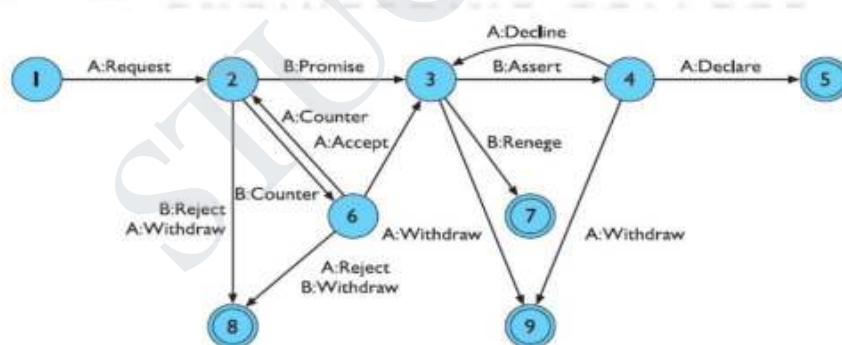 A:Decline
1
A:Request
2
B:Promise
3
B:Assert
4
A:Declare
5
A:Counter
A:Accept
B:Renege
B:Counter
B:Reject
A:Withdraw
6
A:Withdraw
7
A:Withdraw
A:Reject
B:Withdraw
8
9